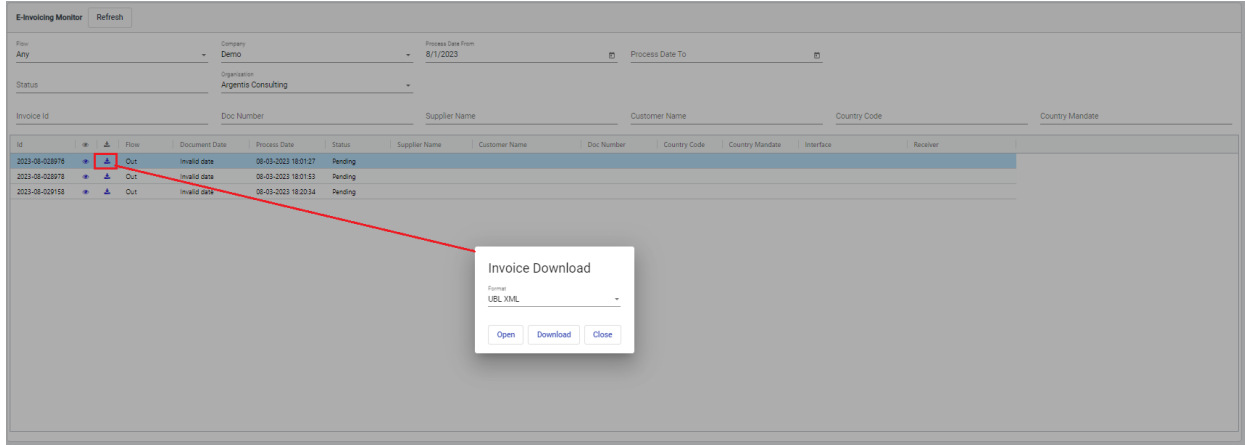 E-Invoicing Monitor Refresh
Flow Company Process Date From
Any Demo 8/1/2023 Process Date To
Organisation
Status Argentis Consulting
Invoice Id Doc Number Supplier Name Customer Name Country Code Country Mandate
Id Flow Document Date Process Date Status Supplier Name Customer Name Doc Number Country Code Country Mandate Interface Receiver
2023-08-028976 Out Invalid date 08-03-2023 18:01:27 Pending
2023-08-028978 Out Invalid date 08-03-2023 18:01:53 Pending
2023-08-029158 Out Invalid date 08-03-2023 18:20:34 Pending
Invoice Download
Format
UBL XML
Open Download Close